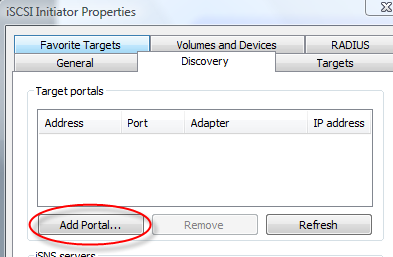 iSCSI Initiator Properties
Favorite Targets Volumes and Devices RADIUS
General Discovery Targets
Target portals
Address Port Adapter IP address
Add Portal... Remove Refresh
iSNS servers